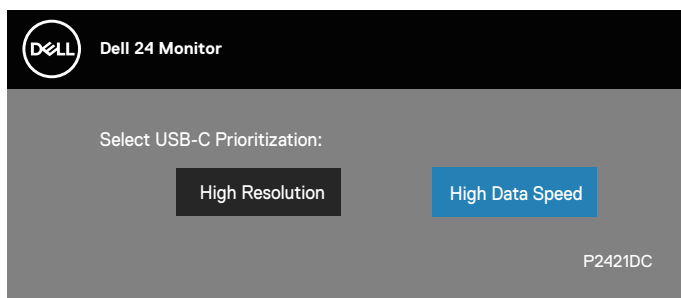 DELL
Dell 24 Monitor
Select USB-C Prioritization:
High Resolution
High Data Speed
P2421DC